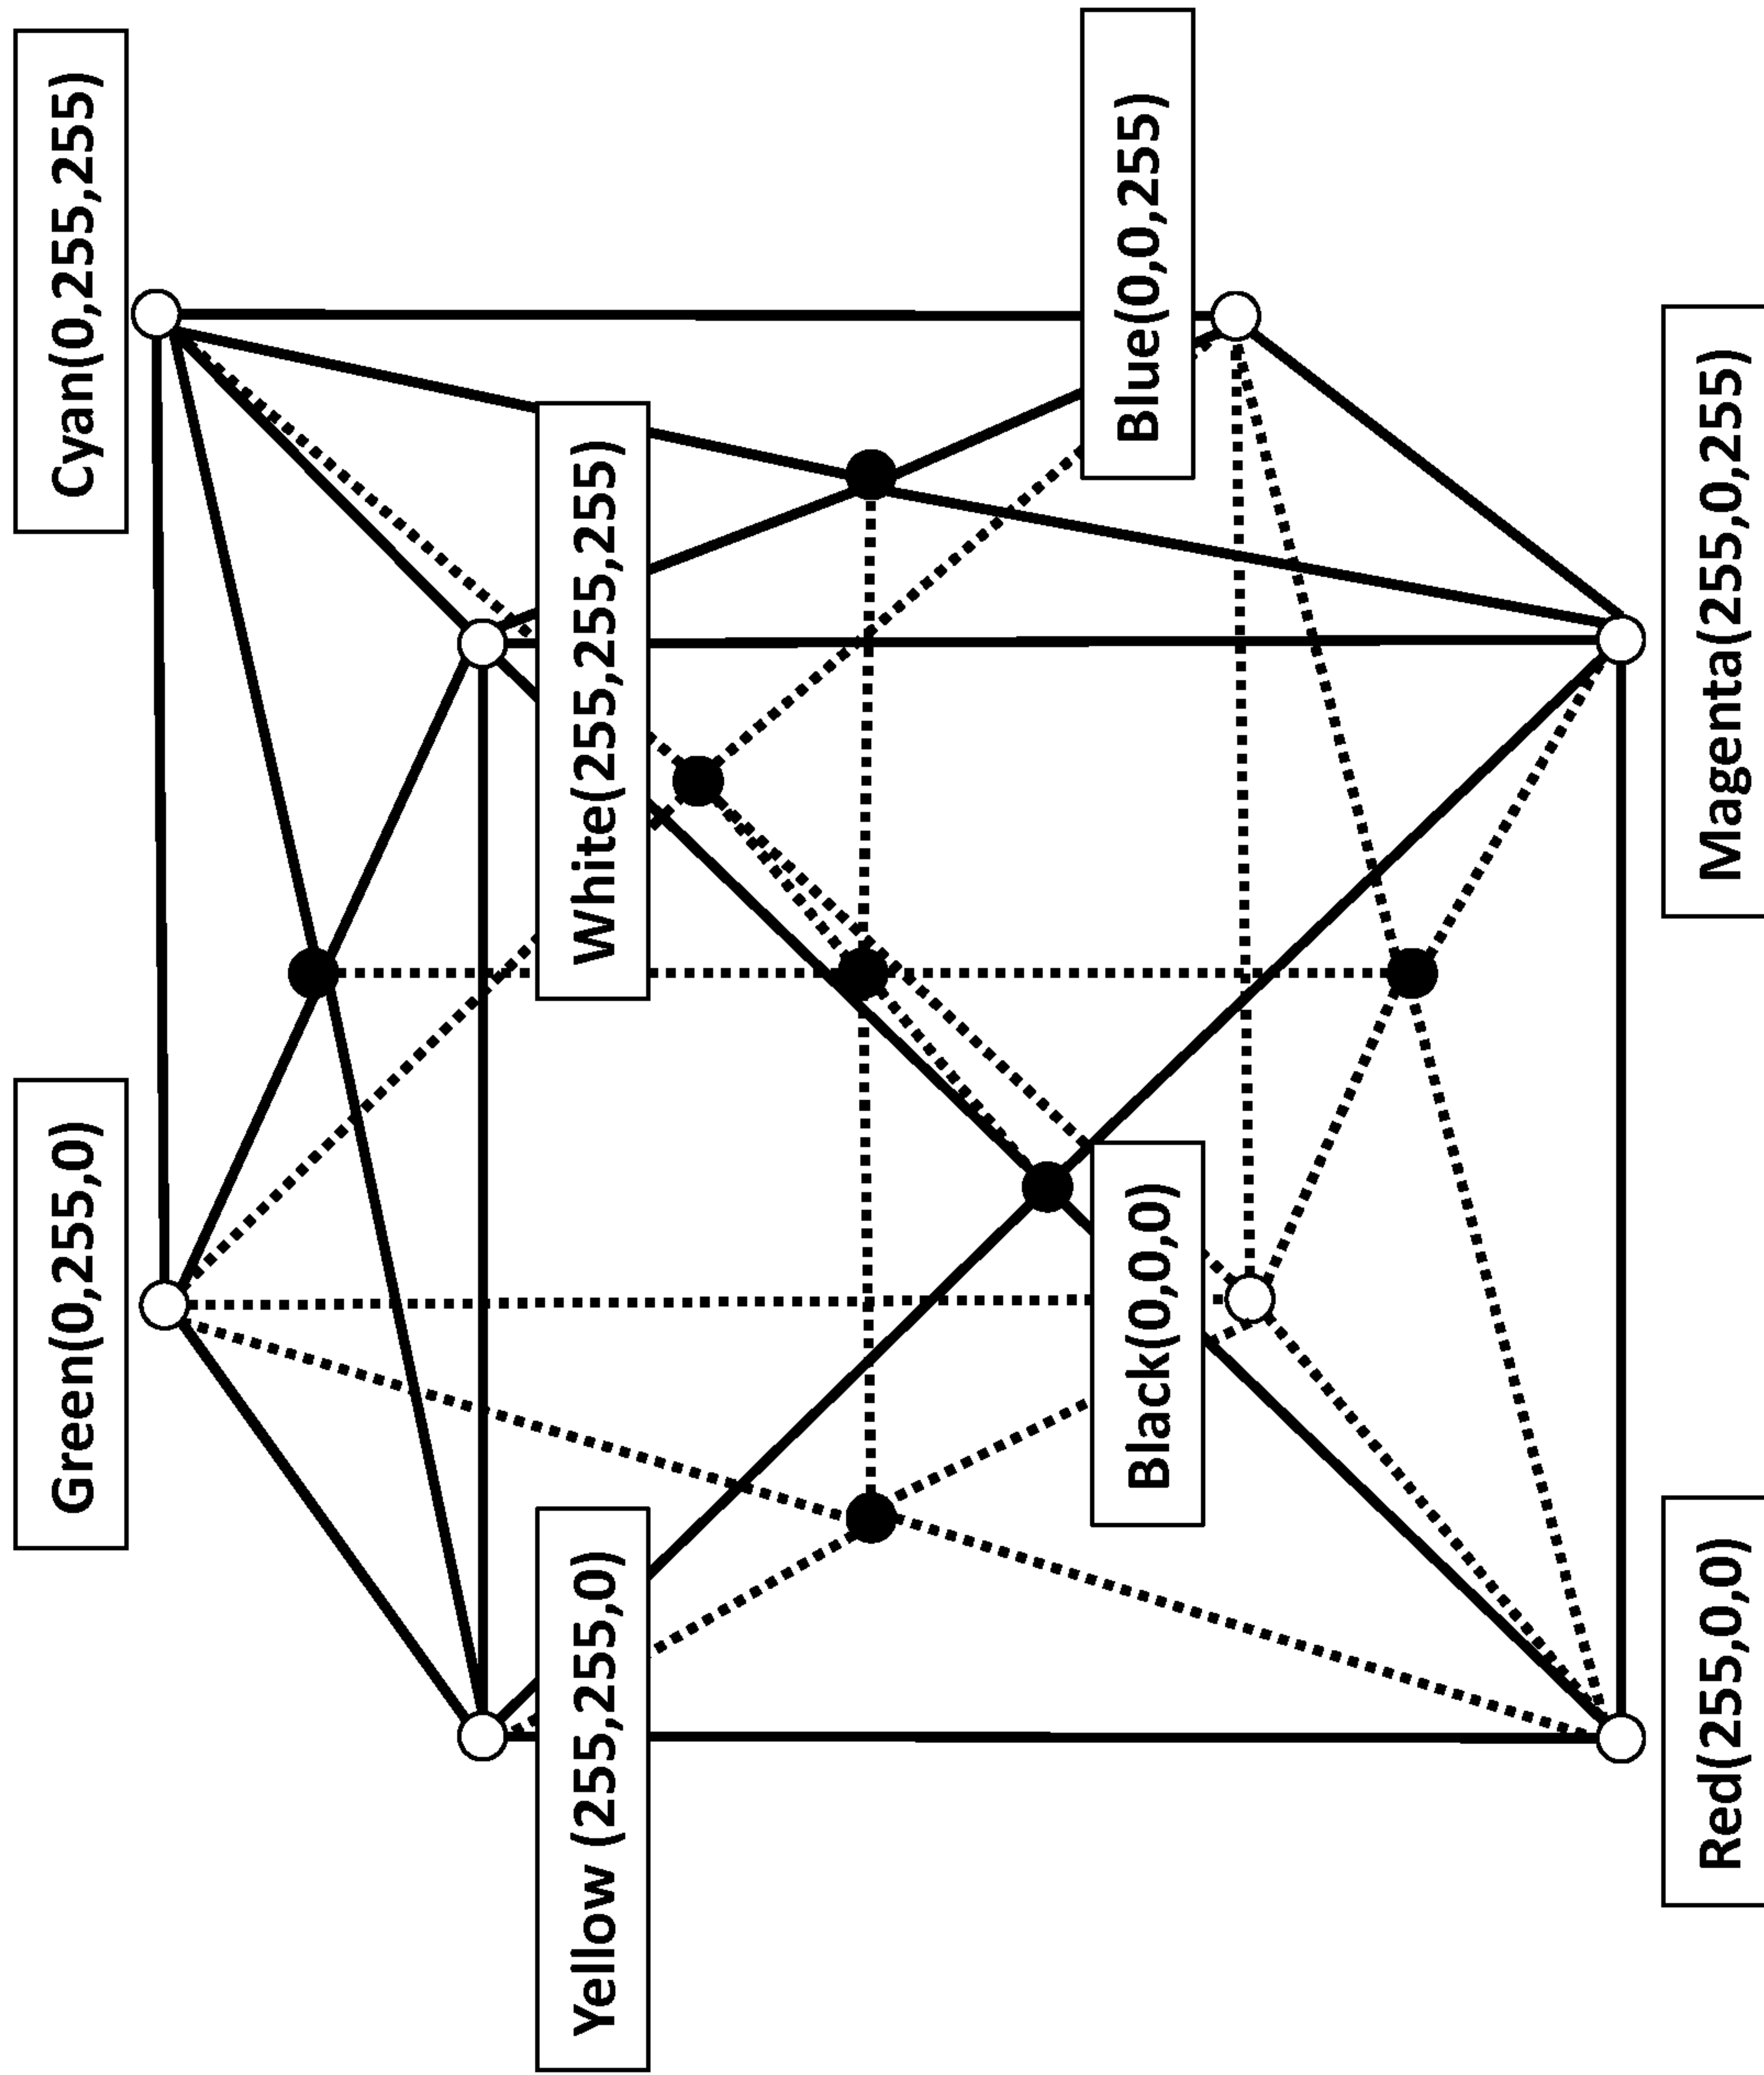 Green(0,255,0)
Cyan(0,255,255)
Yellow (255,255,0)
White(255,255,255)
Black(0,0,0)
Blue(0,0,255)
Red(255,0,0)
Magenta(255,0,255)